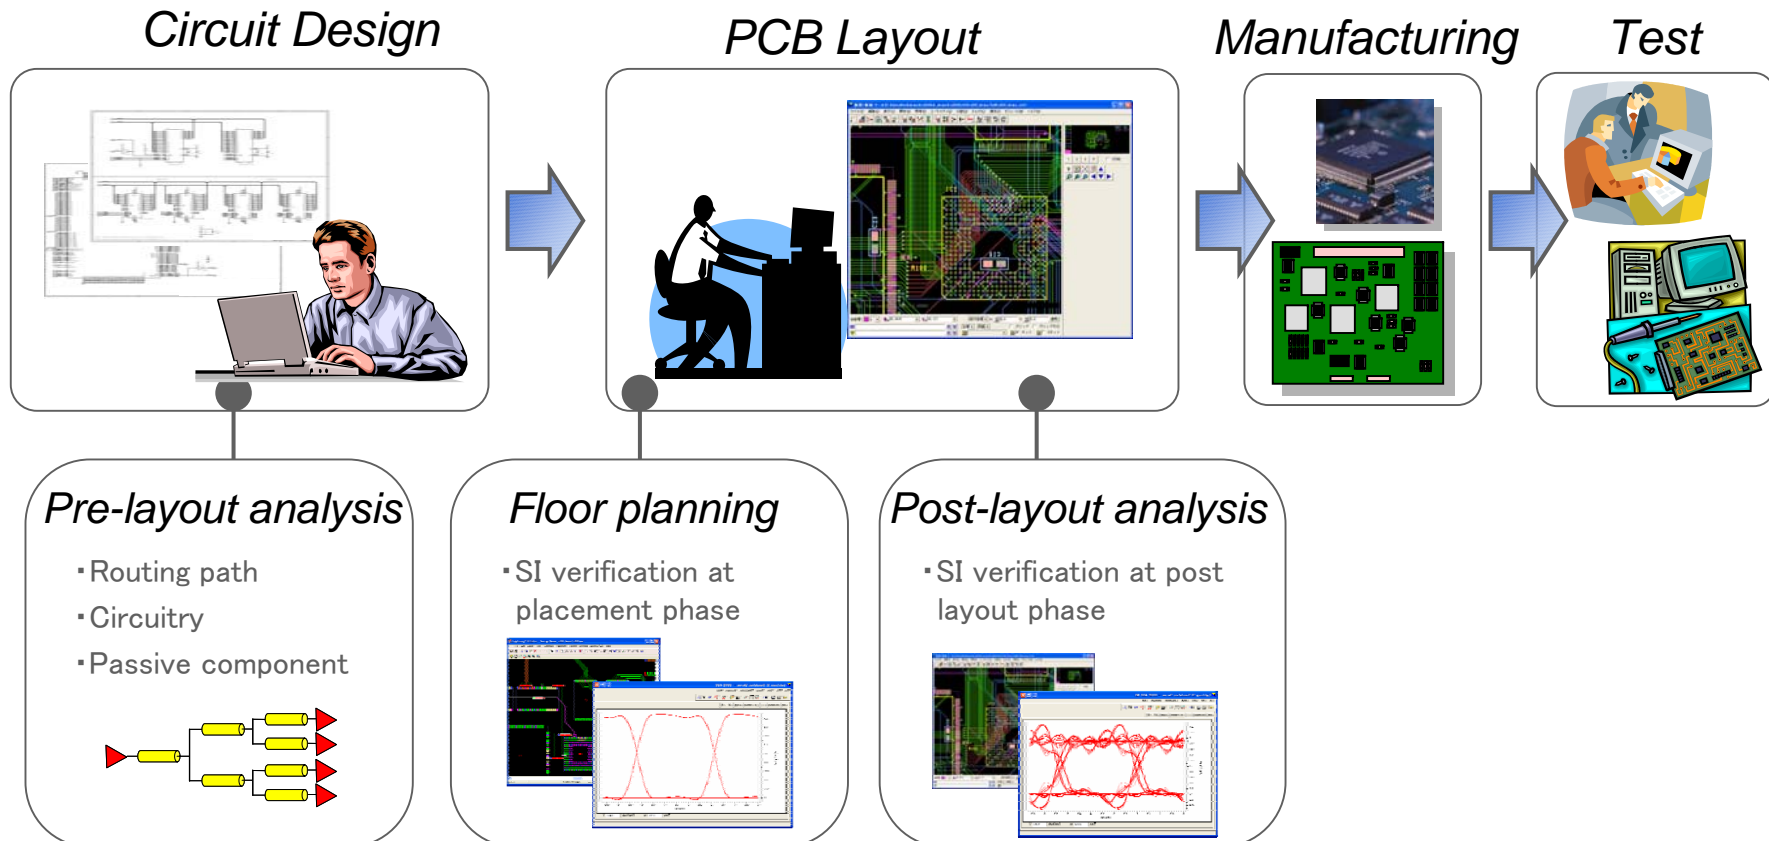 Circuit Design
PCB Layout
Manufacturing
Test
Pre-layout analysis
・Routing path
・Circuitry
・Passive component
Floor planning
・SI verification at
placement phase
Post-layout analysis
・SI verification at post
layout phase